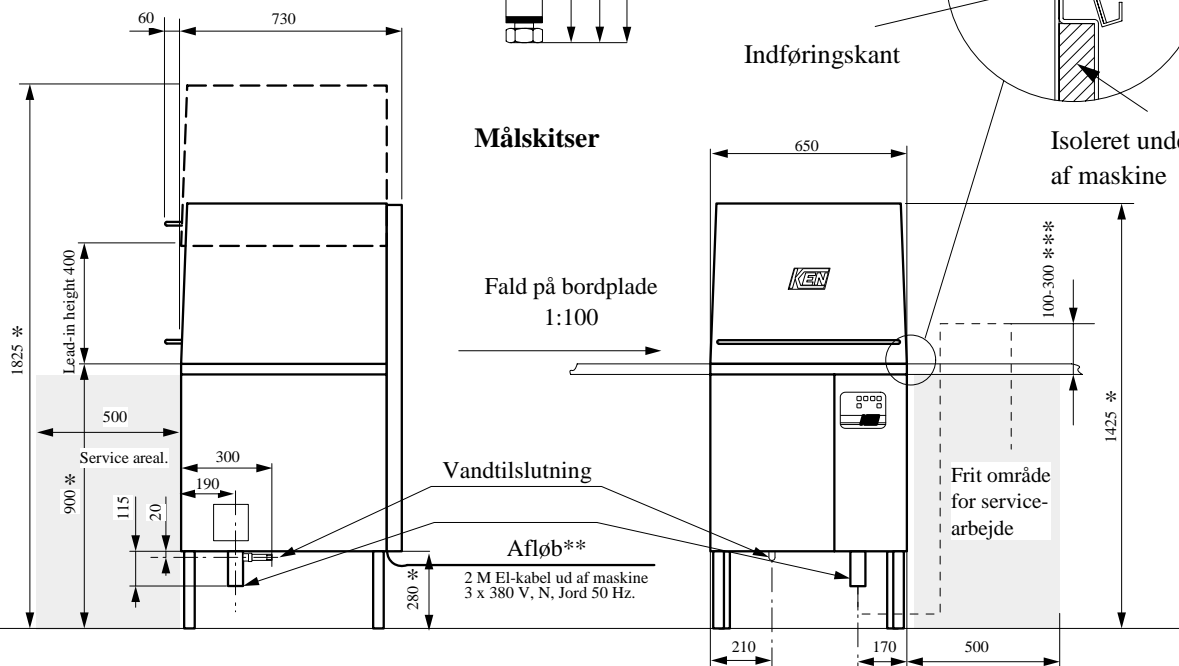 60
730
Indføringskant
Målskitser
650
Isoleret unde
af maskine
1825 *
Lead-in height 400
Fald på bordplade
1:100
KEN
100-300 ***
1425 *
500
Service areal.
900 *
300
190
115
20
Vandtilslutning
Afløb**
2 M El-kabel ud af maskine
3 x 380 V, N, Jord 50 Hz.
280 *
KEN
Frit område
for service-
arbejde
210
170
500